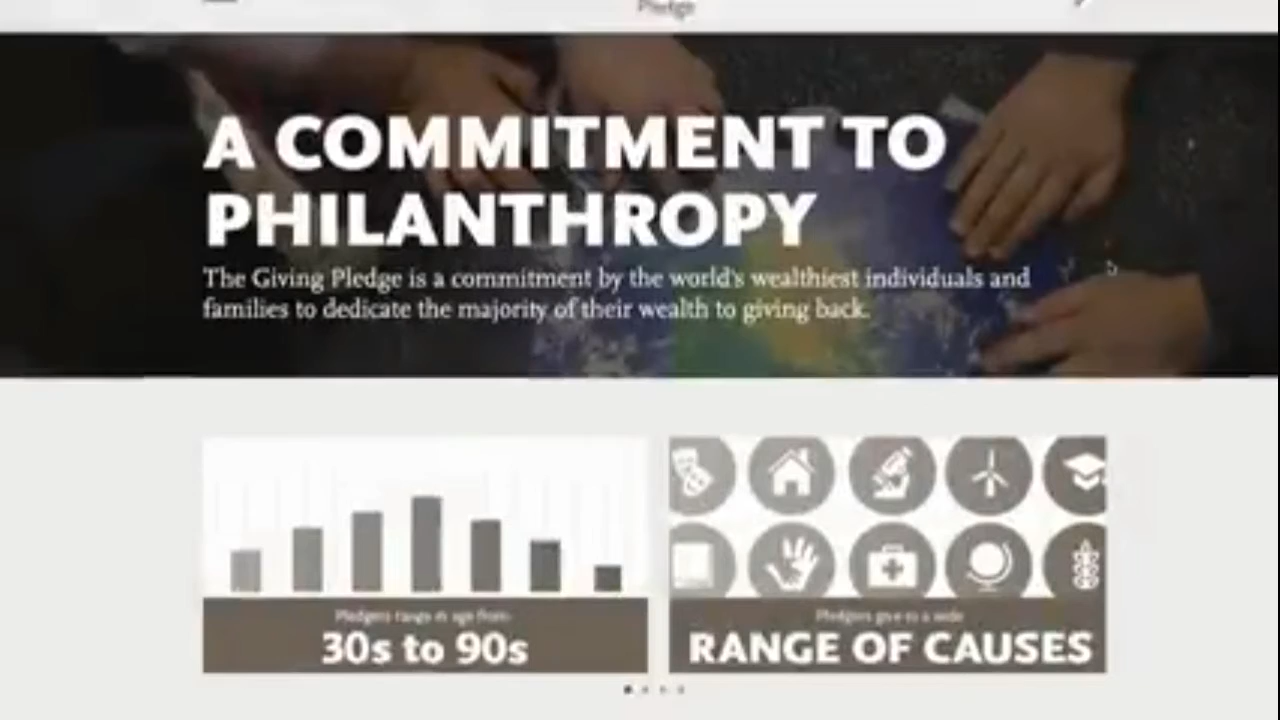 Pledge
A COMMITMENT TO
PHILANTHROPY
The Giving Pledge is a commitment by the world's wealthiest individuals and
families to dedicate the majority of their wealth to giving back.
Pledgers range in age from
30s to 90s
Pledgers give to a wide
RANGE OF CAUSES